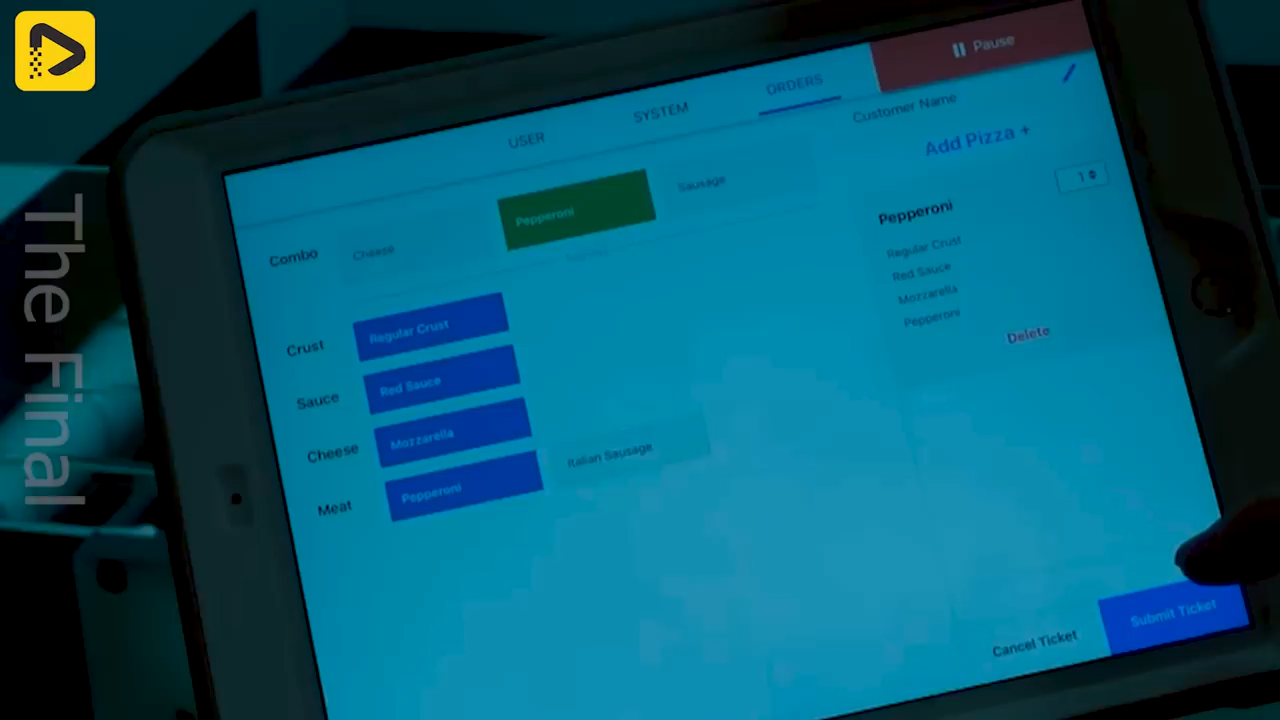 The Final
Pause
USER
SYSTEM
ORDERS
Customer Name
Add Pizza +
1
Combo
Cheese
Pepperoni
Sausage
Crust
Regular Crust
Sauce
Red Sauce
Cheese
Mozzarella
Meat
Pepperoni
Italian Sausage
Pepperoni
Regular Crust
Red Sauce
Mozzarella
Pepperoni
Delete
Cancel Ticket
Submit Ticket